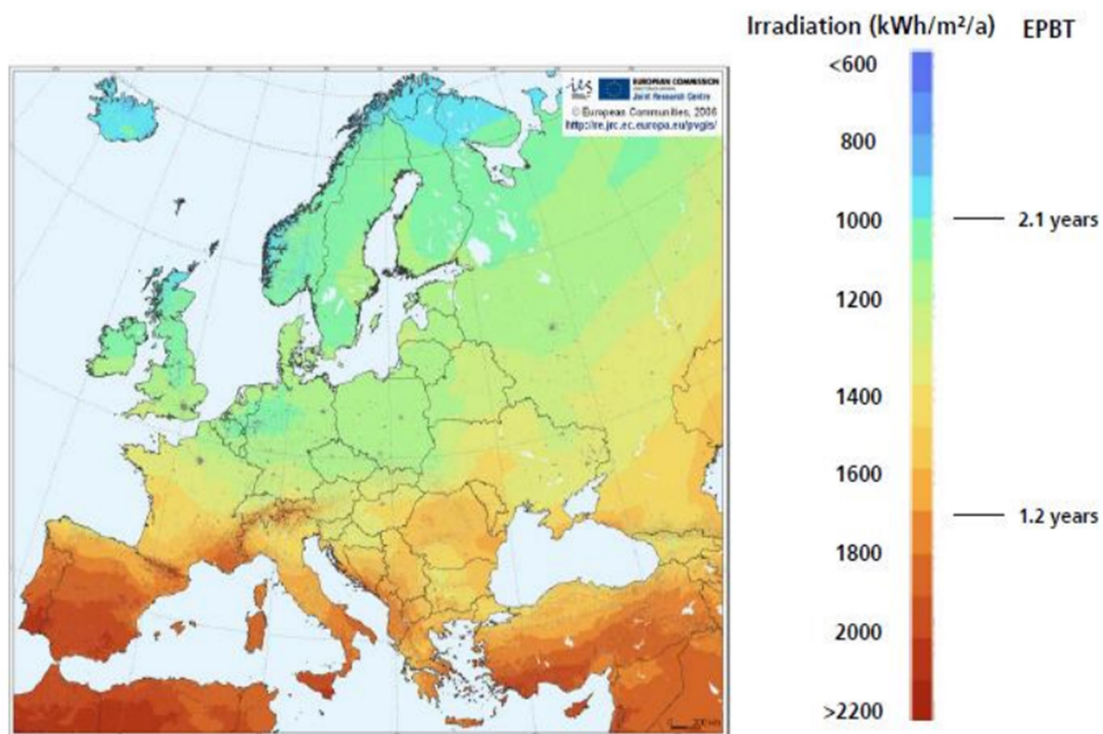 Irradiation (kWh/m²/a) EPBT
ies EUROPEAN COMMISSION
Joint Research Centre
© European Communities, 2006
http://re.jrc.ec.europa.eu/pvgis/
<600
800
1000
2.1 years
1200
1400
1600
1.2 years
1800
2000
>2200